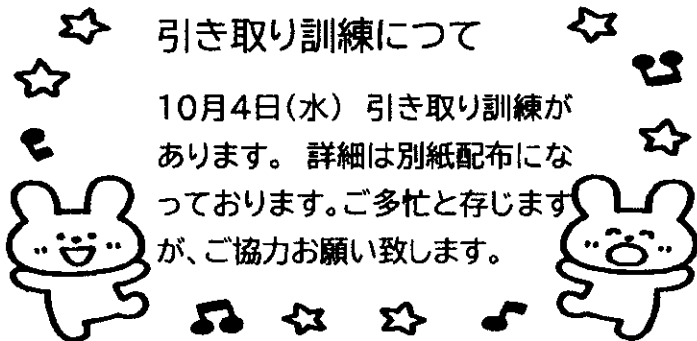 引き取り訓練につて
10月4日(水) 引き取り訓練が
あります。 詳細は別紙配布にな
っております。ご多忙と存じます
が、ご協力お願い致します。